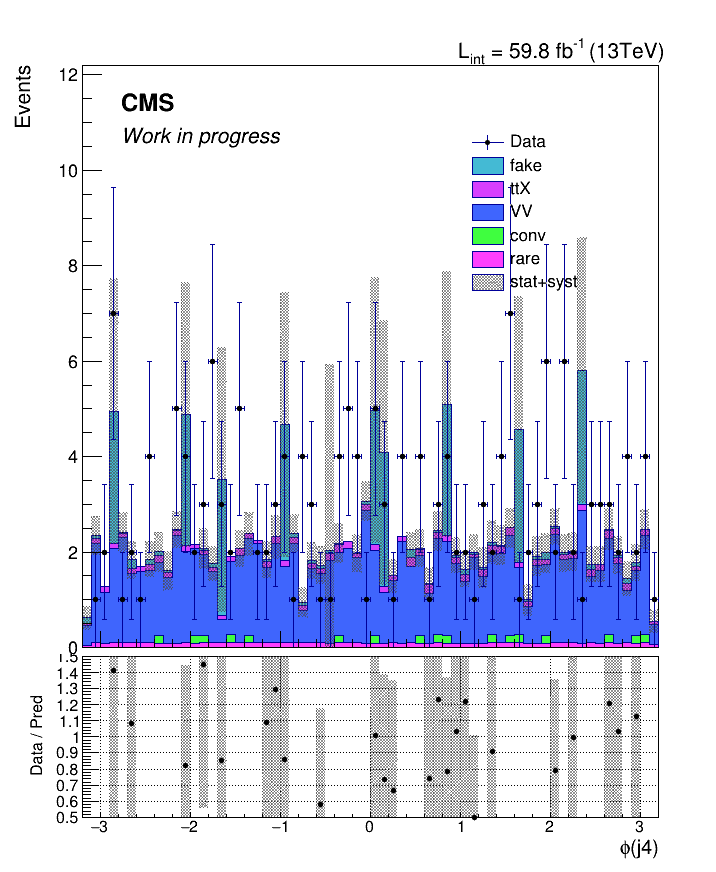 L_int = 59.8 fb^-1 (13TeV)
Events
12
CMS
Work in progress
Data
fake
ttX
VV
conv
rare
stat+syst
10
8
6
4
2
0
Data / Pred
1.5
1.4
1.3
1.2
1.1
1
0.9
0.8
0.7
0.6
0.5
−3 −2 −1 0 1 2 3
ϕ(j4)